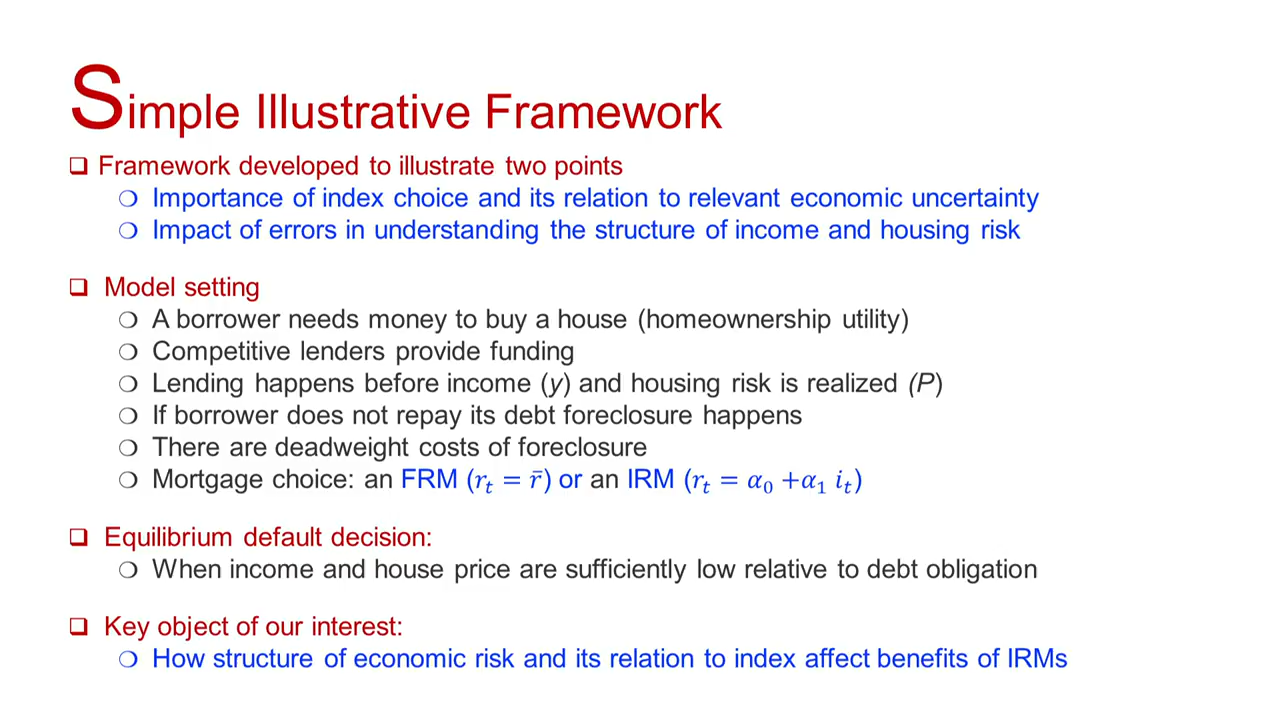 Simple Illustrative Framework
❑ Framework developed to illustrate two points
❍ Importance of index choice and its relation to relevant economic uncertainty
❍ Impact of errors in understanding the structure of income and housing risk
❑ Model setting
❍ A borrower needs money to buy a house (homeownership utility)
❍ Competitive lenders provide funding
❍ Lending happens before income (y) and housing risk is realized (P)
❍ If borrower does not repay its debt foreclosure happens
❍ There are deadweight costs of foreclosure
❍ Mortgage choice: an FRM (r_t = r̄) or an IRM (r_t = α_0 +α_1 i_t)
❑ Equilibrium default decision:
❍ When income and house price are sufficiently low relative to debt obligation
❑ Key object of our interest:
❍ How structure of economic risk and its relation to index affect benefits of IRMs